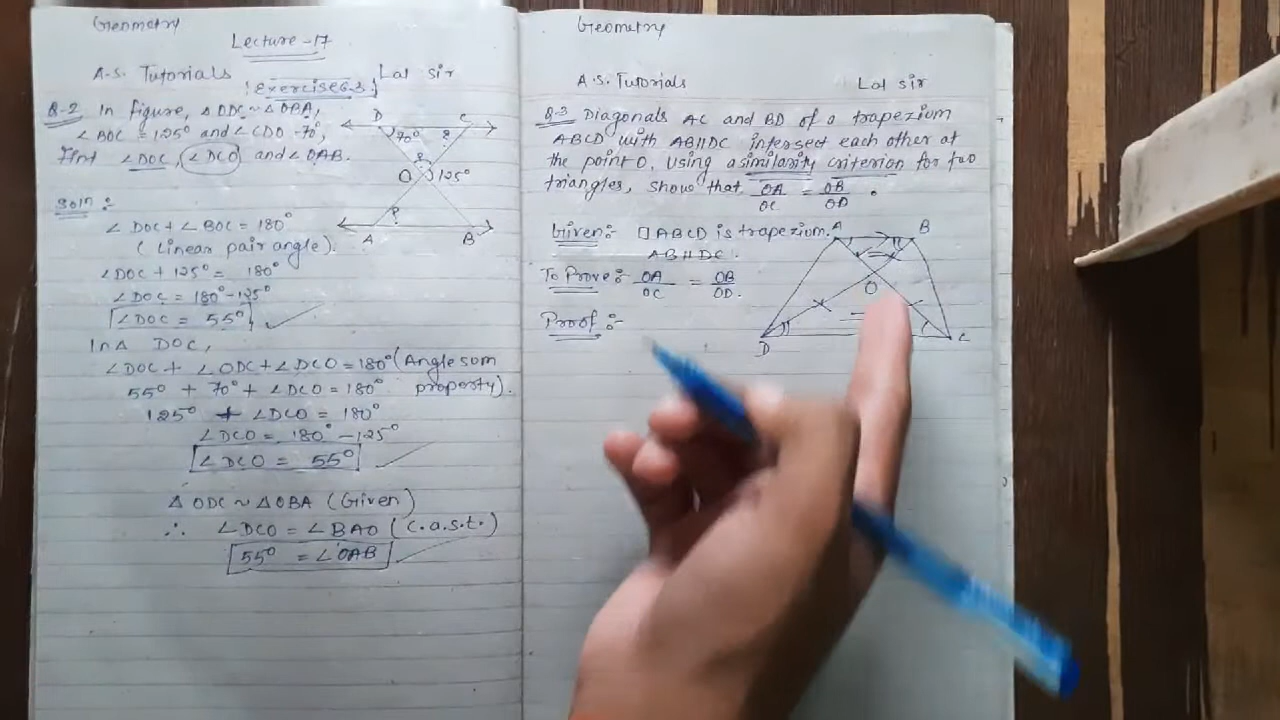 Geometry
Lecture-17
A.S. Tutorials Lal sir
(Exercise 6.3)
Q-2 In figure, △ODC ~ △OBA,
∠BOC = 125° and ∠CDO = 70°,
Find ∠DOC, ∠DCO and ∠OAB.
D C
70° ?
?
O 125°
?
A B
Soln:-
∠DOC + ∠BOC = 180°
(Linear pair angle).
∠DOC + 125° = 180°
∠DOC = 180° - 125°
∠DOC = 55°
In △ DOC,
∠DOC + ∠ODC + ∠DCO = 180° (Angle som
55° + 70° + ∠DCO = 180° property).
125° + ∠DCO = 180°
∠DCO = 180° - 125°
∠DCO = 55°
△ ODC ~ △OBA (Given)
∴ ∠DCO = ∠BAO (C.a.s.t.)
55° = ∠OAB
Geometry
A.S. Tutorials Lal sir
Q-3 Diagonals AC and BD of a trapezium
ABCD with AB||DC intersect each other at
the point O. Using a similarity criterion for two
triangles, show that OA/OC = OB/OD.
Given:- □ABCD is trapezium.
AB||DC.
To Prove:- OA/OC = OB/OD.
Proof:-
A B
O
D C